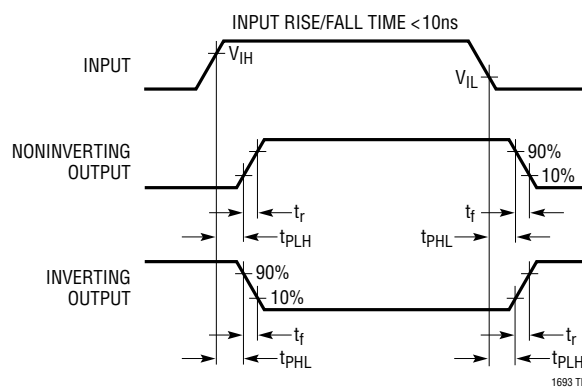 INPUT RISE/FALL TIME <10ns
INPUT
VIH
VIL
NONINVERTING
OUTPUT
90%
10%
tr
tf
tPLH
tPHL
INVERTING
OUTPUT
90%
10%
tf
tr
tPHL
tPLH
1693